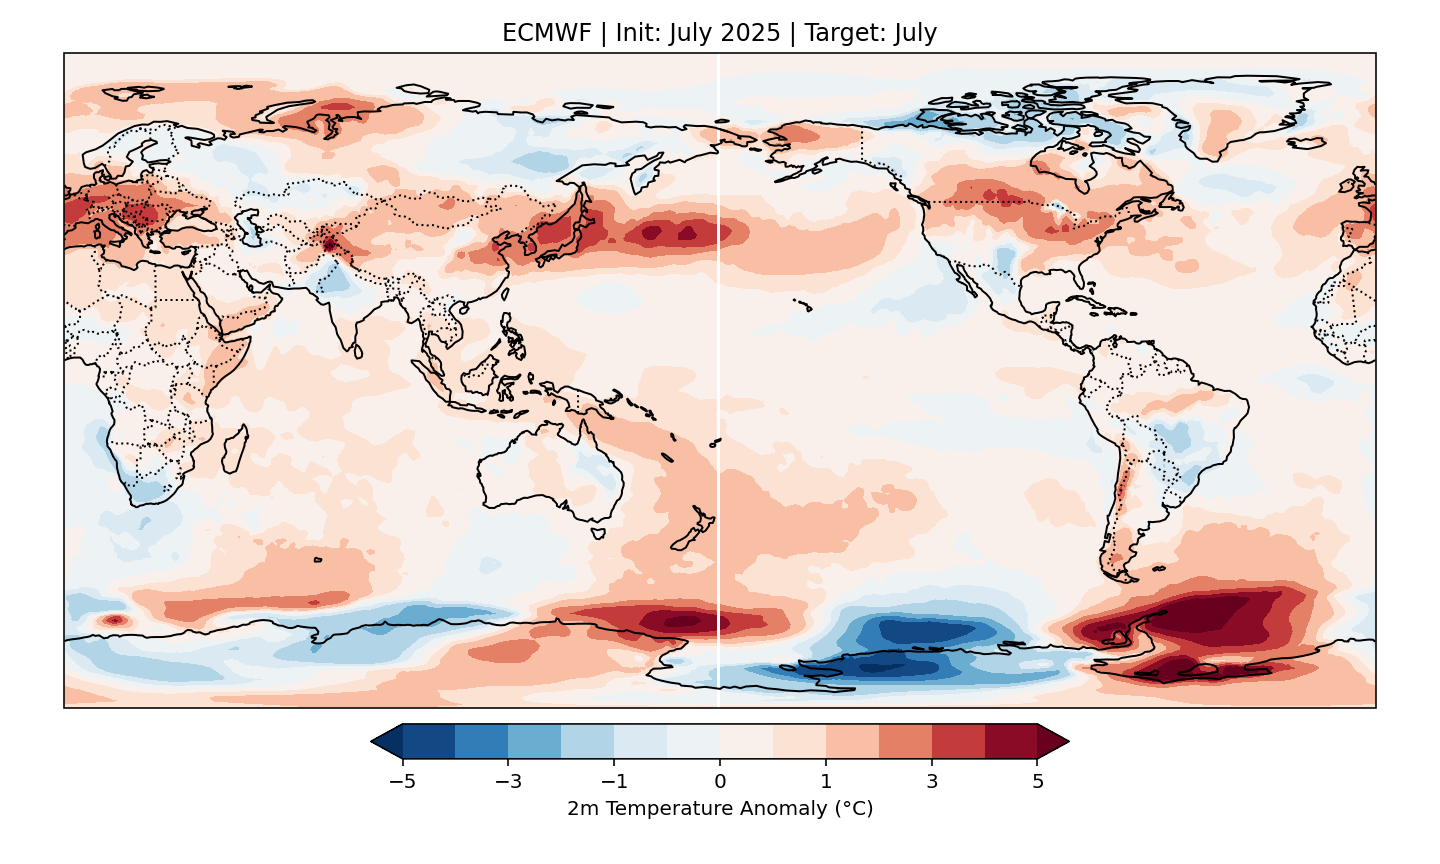 ECMWF | Init: July 2025 | Target: July
−5 −3 −1 0 1 3 5
2m Temperature Anomaly (°C)